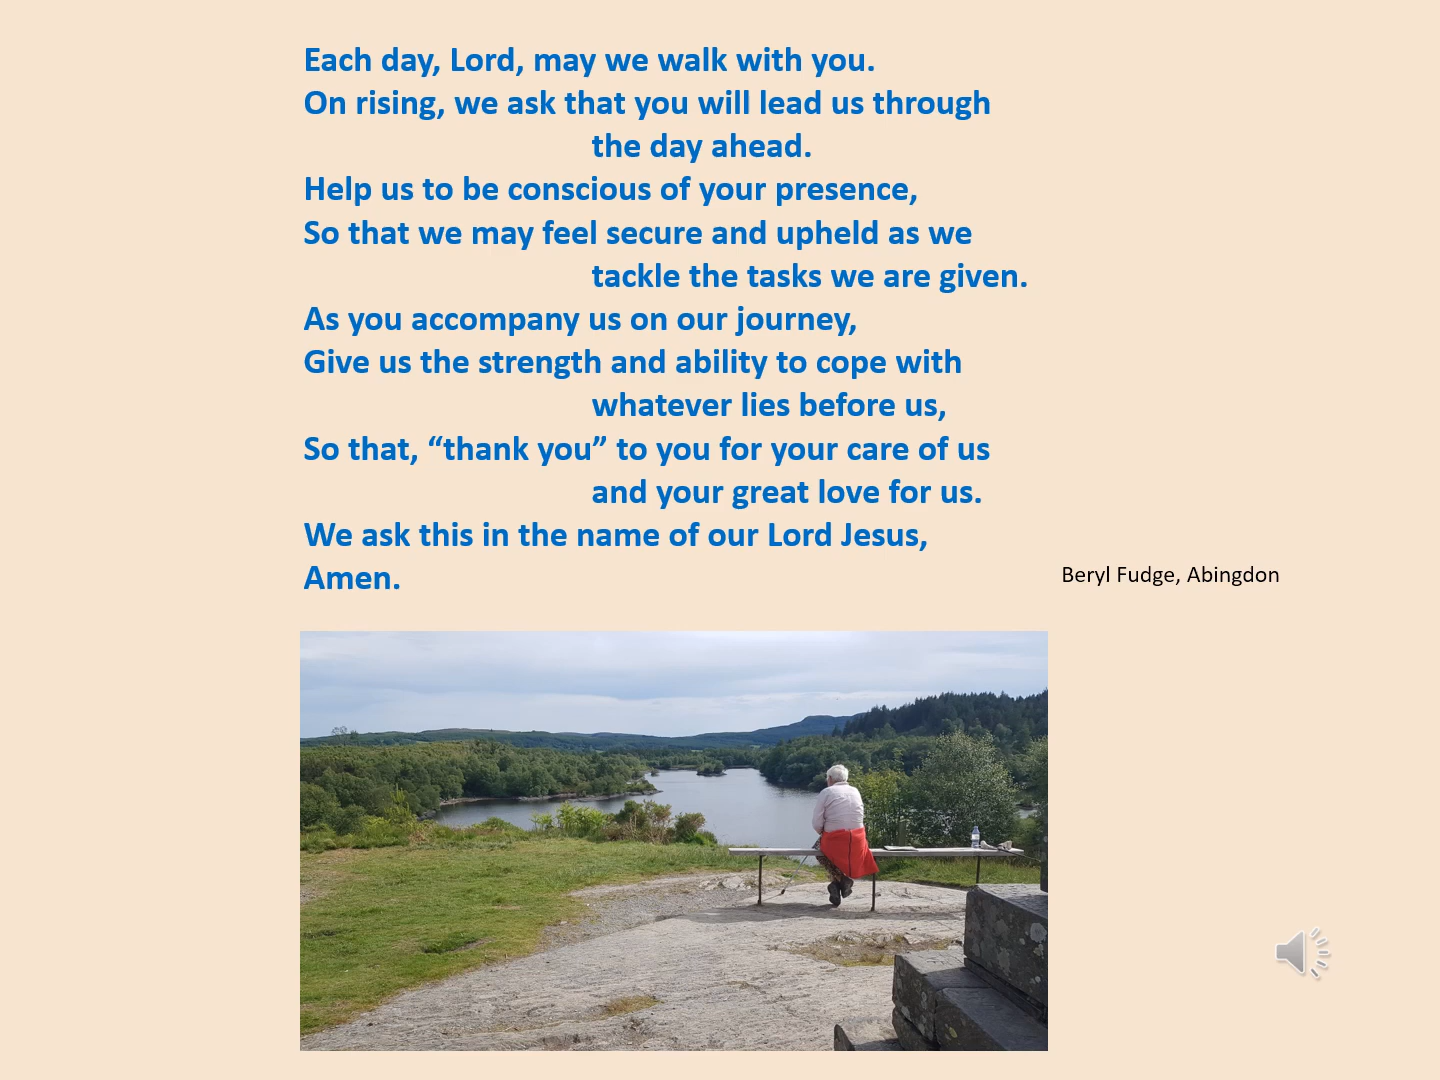 Each day, Lord, may we walk with you.
On rising, we ask that you will lead us through
the day ahead.
Help us to be conscious of your presence,
So that we may feel secure and upheld as we
tackle the tasks we are given.
As you accompany us on our journey,
Give us the strength and ability to cope with
whatever lies before us,
So that, “thank you” to you for your care of us
and your great love for us.
We ask this in the name of our Lord Jesus,
Amen.
Beryl Fudge, Abingdon